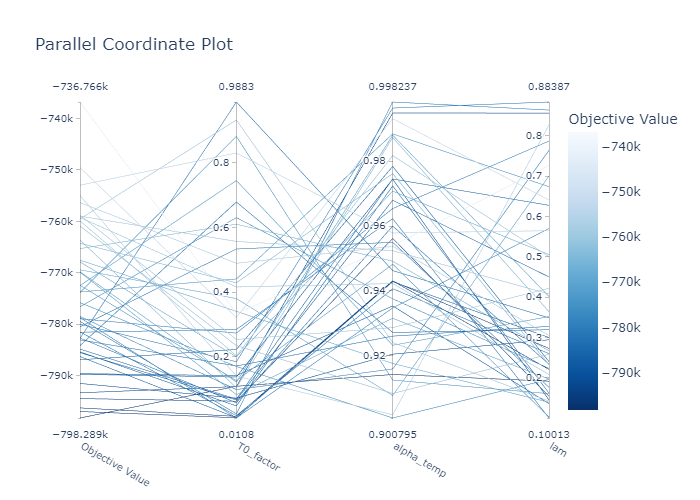 Parallel Coordinate Plot
−736.766k 0.9883 0.998237 0.88387
Objective Value
−740k 0.8 −740k
−750k 0.8 0.98 0.7 −750k
−760k 0.6 0.96 0.6 −760k
−770k 0.4 0.94 0.5 −770k
−780k 0.2 0.92 0.4 −780k
−790k 0.3 −790k
0.2
−798.289k 0.0108 0.900795 0.10013
Objective Value T0_factor alpha_temp lam